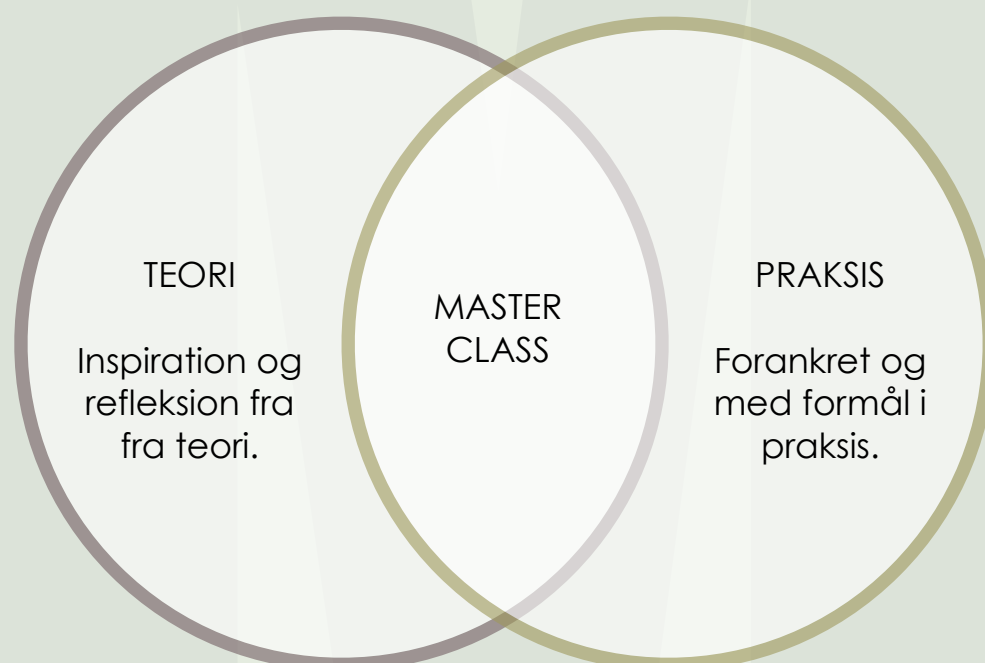 TEORI
Inspiration og
refleksion fra
fra teori.
MASTER
CLASS
PRAKSIS
Forankret og
med formål i
praksis.